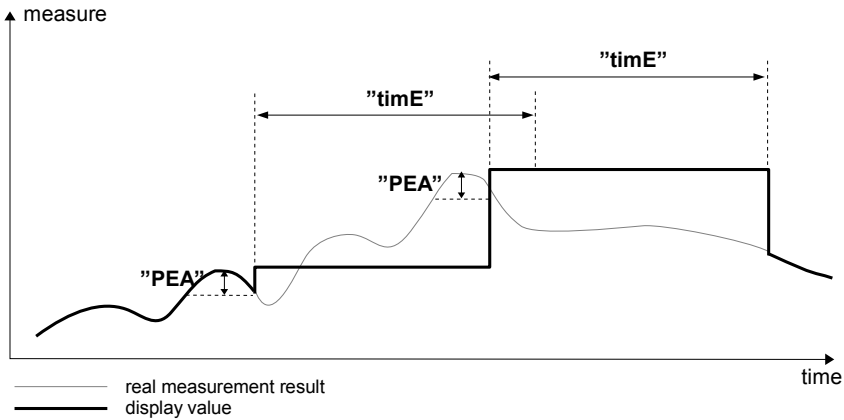 measure
”timE”
”timE”
”PEA”
”PEA”
time
real measurement result
display value